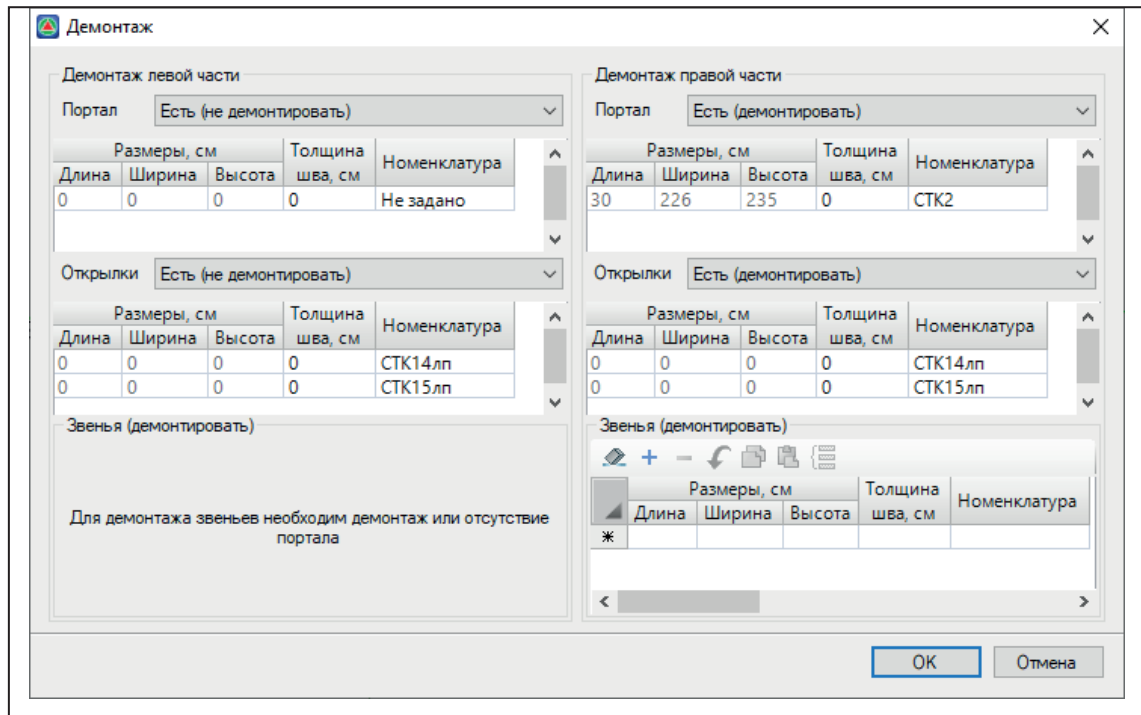 Демонтаж
Демонтаж левой части
Портал Есть (не демонтировать)
Размеры, см Толщина шва, см Номенклатура
Длина Ширина Высота
0 0 0 0 Не задано
Открылки Есть (не демонтировать)
Размеры, см Толщина шва, см Номенклатура
Длина Ширина Высота
0 0 0 0 СТК14лп
0 0 0 0 СТК15лп
Звенья (демонтировать)
Для демонтажа звеньев необходим демонтаж или отсутствие
портала
Демонтаж правой части
Портал Есть (демонтировать)
Размеры, см Толщина шва, см Номенклатура
Длина Ширина Высота
30 226 235 0 СТК2
Открылки Есть (демонтировать)
Размеры, см Толщина шва, см Номенклатура
Длина Ширина Высота
0 0 0 0 СТК14лп
0 0 0 0 СТК15лп
Звенья (демонтировать)
Размеры, см Толщина шва, см Номенклатура
Длина Ширина Высота
OK Отмена